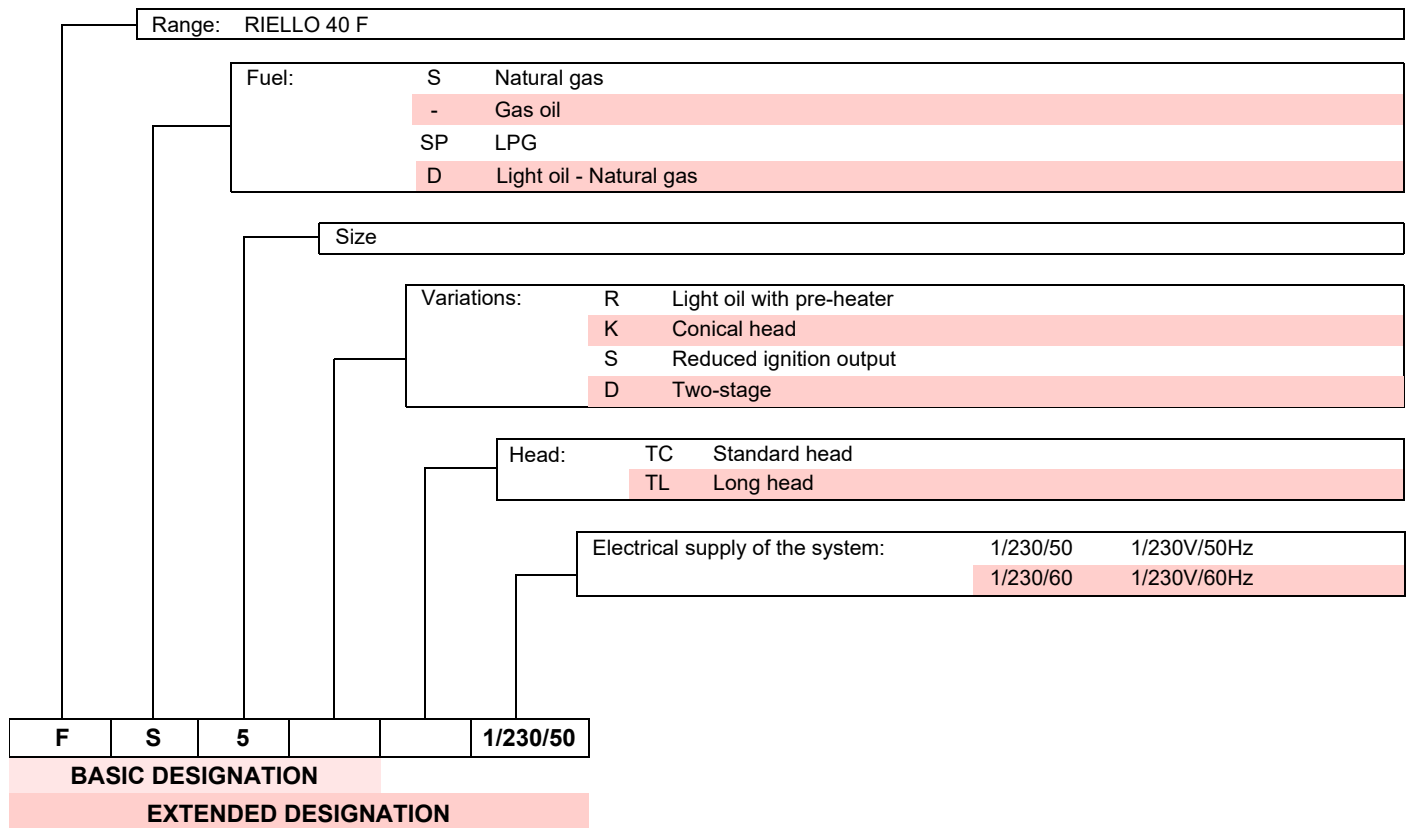 Range: RIELLO 40 F
Fuel: S Natural gas
- Gas oil
SP LPG
D Light oil - Natural gas
Size
Variations: R Light oil with pre-heater
K Conical head
S Reduced ignition output
D Two-stage
Head: TC Standard head
TL Long head
Electrical supply of the system: 1/230/50 1/230V/50Hz
1/230/60 1/230V/60Hz
F S 5 1/230/50
BASIC DESIGNATION
EXTENDED DESIGNATION